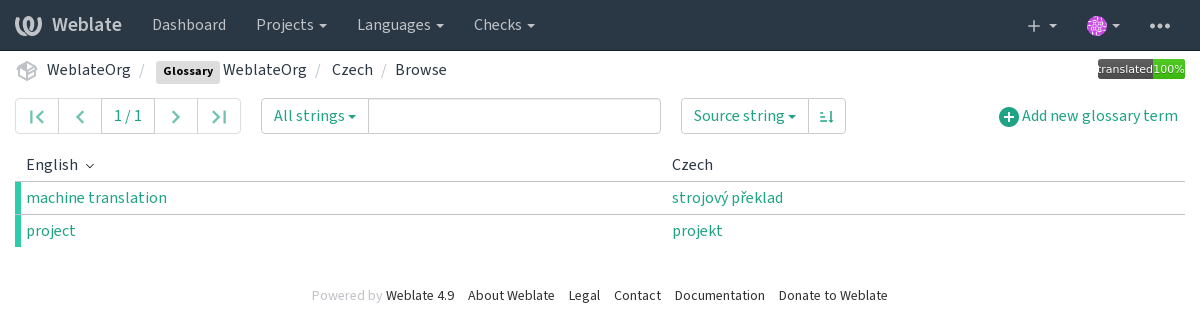 Weblate Dashboard Projects Languages Checks
WeblateOrg / Glossary WeblateOrg / Czech / Browse translated 100%
1 / 1 All strings Source string Add new glossary term
English Czech
machine translation strojový překlad
project projekt
Powered by Weblate 4.9 About Weblate Legal Contact Documentation Donate to Weblate